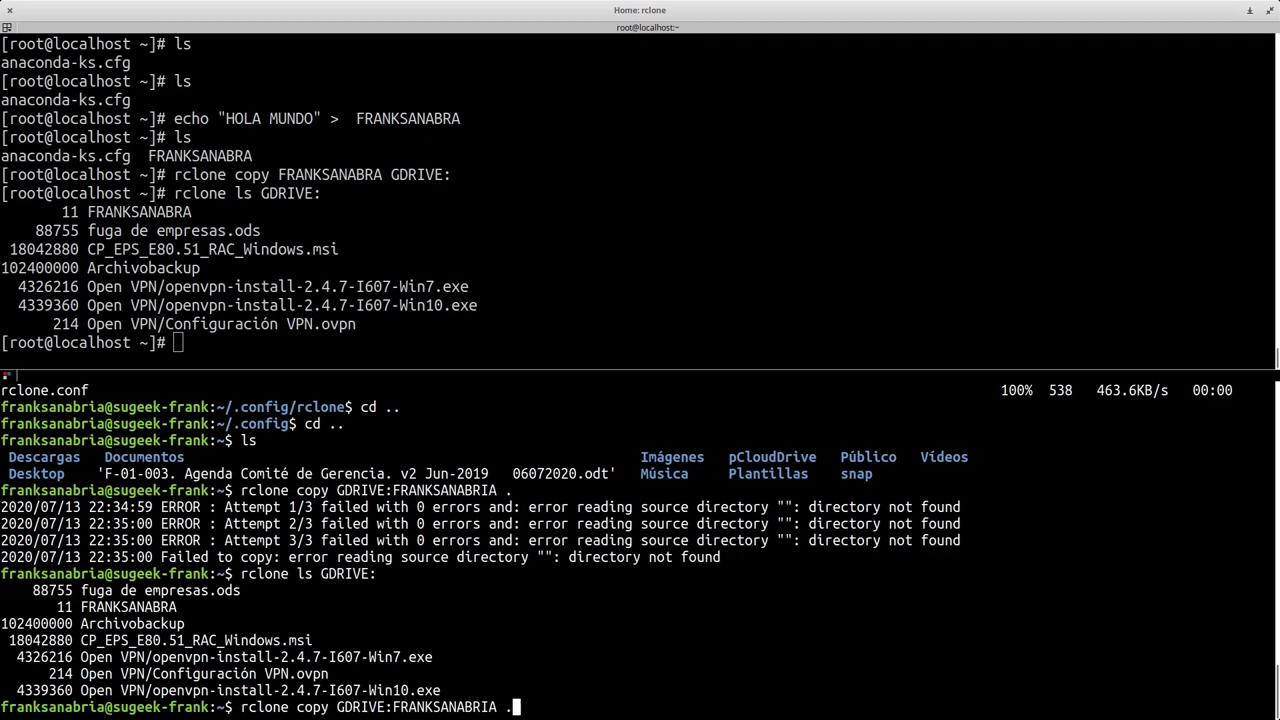 Home: rclone
root@localhost:~
[root@localhost ~]# ls
anaconda-ks.cfg
[root@localhost ~]# ls
anaconda-ks.cfg
[root@localhost ~]# echo "HOLA MUNDO" >  FRANKSANABRA
[root@localhost ~]# ls
anaconda-ks.cfg  FRANKSANABRA
[root@localhost ~]# rclone copy FRANKSANABRA GDRIVE:
[root@localhost ~]# rclone ls GDRIVE:
11 FRANKSANABRA
88755 fuga de empresas.ods
18042880 CP_EPS_E80.51_RAC_Windows.msi
102400000 Archivobackup
4326216 Open VPN/openvpn-install-2.4.7-I607-Win7.exe
4339360 Open VPN/openvpn-install-2.4.7-I607-Win10.exe
214 Open VPN/Configuración VPN.ovpn
[root@localhost ~]#
rclone.conf 100% 538 463.6KB/s 00:00
franksanabria@sugeek-frank:~/.config/rclone$ cd ..
franksanabria@sugeek-frank:~/.config$ cd ..
franksanabria@sugeek-frank:~$ ls
Descargas Documentos Imágenes pCloudDrive Público Vídeos
Desktop 'F-01-003. Agenda Comité de Gerencia. v2 Jun-2019   06072020.odt' Música Plantillas snap
franksanabria@sugeek-frank:~$ rclone copy GDRIVE:FRANKSANABRIA .
2020/07/13 22:34:59 ERROR : Attempt 1/3 failed with 0 errors and: error reading source directory "": directory not found
2020/07/13 22:35:00 ERROR : Attempt 2/3 failed with 0 errors and: error reading source directory "": directory not found
2020/07/13 22:35:00 ERROR : Attempt 3/3 failed with 0 errors and: error reading source directory "": directory not found
2020/07/13 22:35:00 Failed to copy: error reading source directory "": directory not found
franksanabria@sugeek-frank:~$ rclone ls GDRIVE:
88755 fuga de empresas.ods
11 FRANKSANABRA
102400000 Archivobackup
18042880 CP_EPS_E80.51_RAC_Windows.msi
4326216 Open VPN/openvpn-install-2.4.7-I607-Win7.exe
214 Open VPN/Configuración VPN.ovpn
4339360 Open VPN/openvpn-install-2.4.7-I607-Win10.exe
franksanabria@sugeek-frank:~$ rclone copy GDRIVE:FRANKSANABRIA .